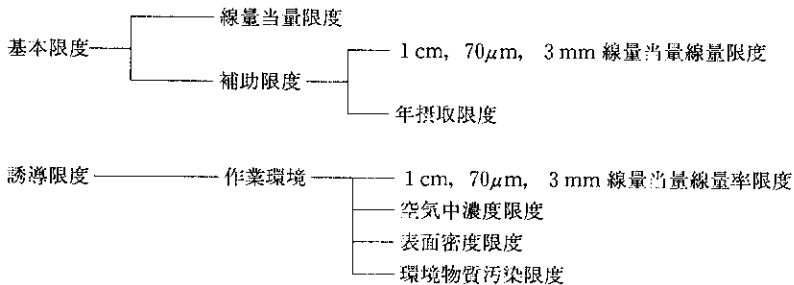 線量当量限度
基本限度
1 cm, 70μm, 3 mm 線量当量線量限度
補助限度
年摂取限度
誘導限度 作業環境 1 cm, 70μm, 3 mm 線量当量線量率限度
空気中濃度限度
表面密度限度
環境物質汚染限度